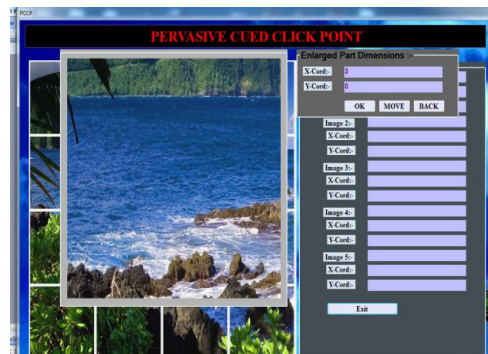 PCCP
PERVASIVE CUED CLICK POINT
Enlarged Part Dimensions :-
X-Cord:- 3
Y-Cord:- 0
OK MOVE BACK
Image 2:-
X-Cord:-
Y-Cord:-
Image 3:-
X-Cord:-
Y-Cord:-
Image 4:-
X-Cord:-
Y-Cord:-
Image 5:-
X-Cord:-
Y-Cord:-
Exit